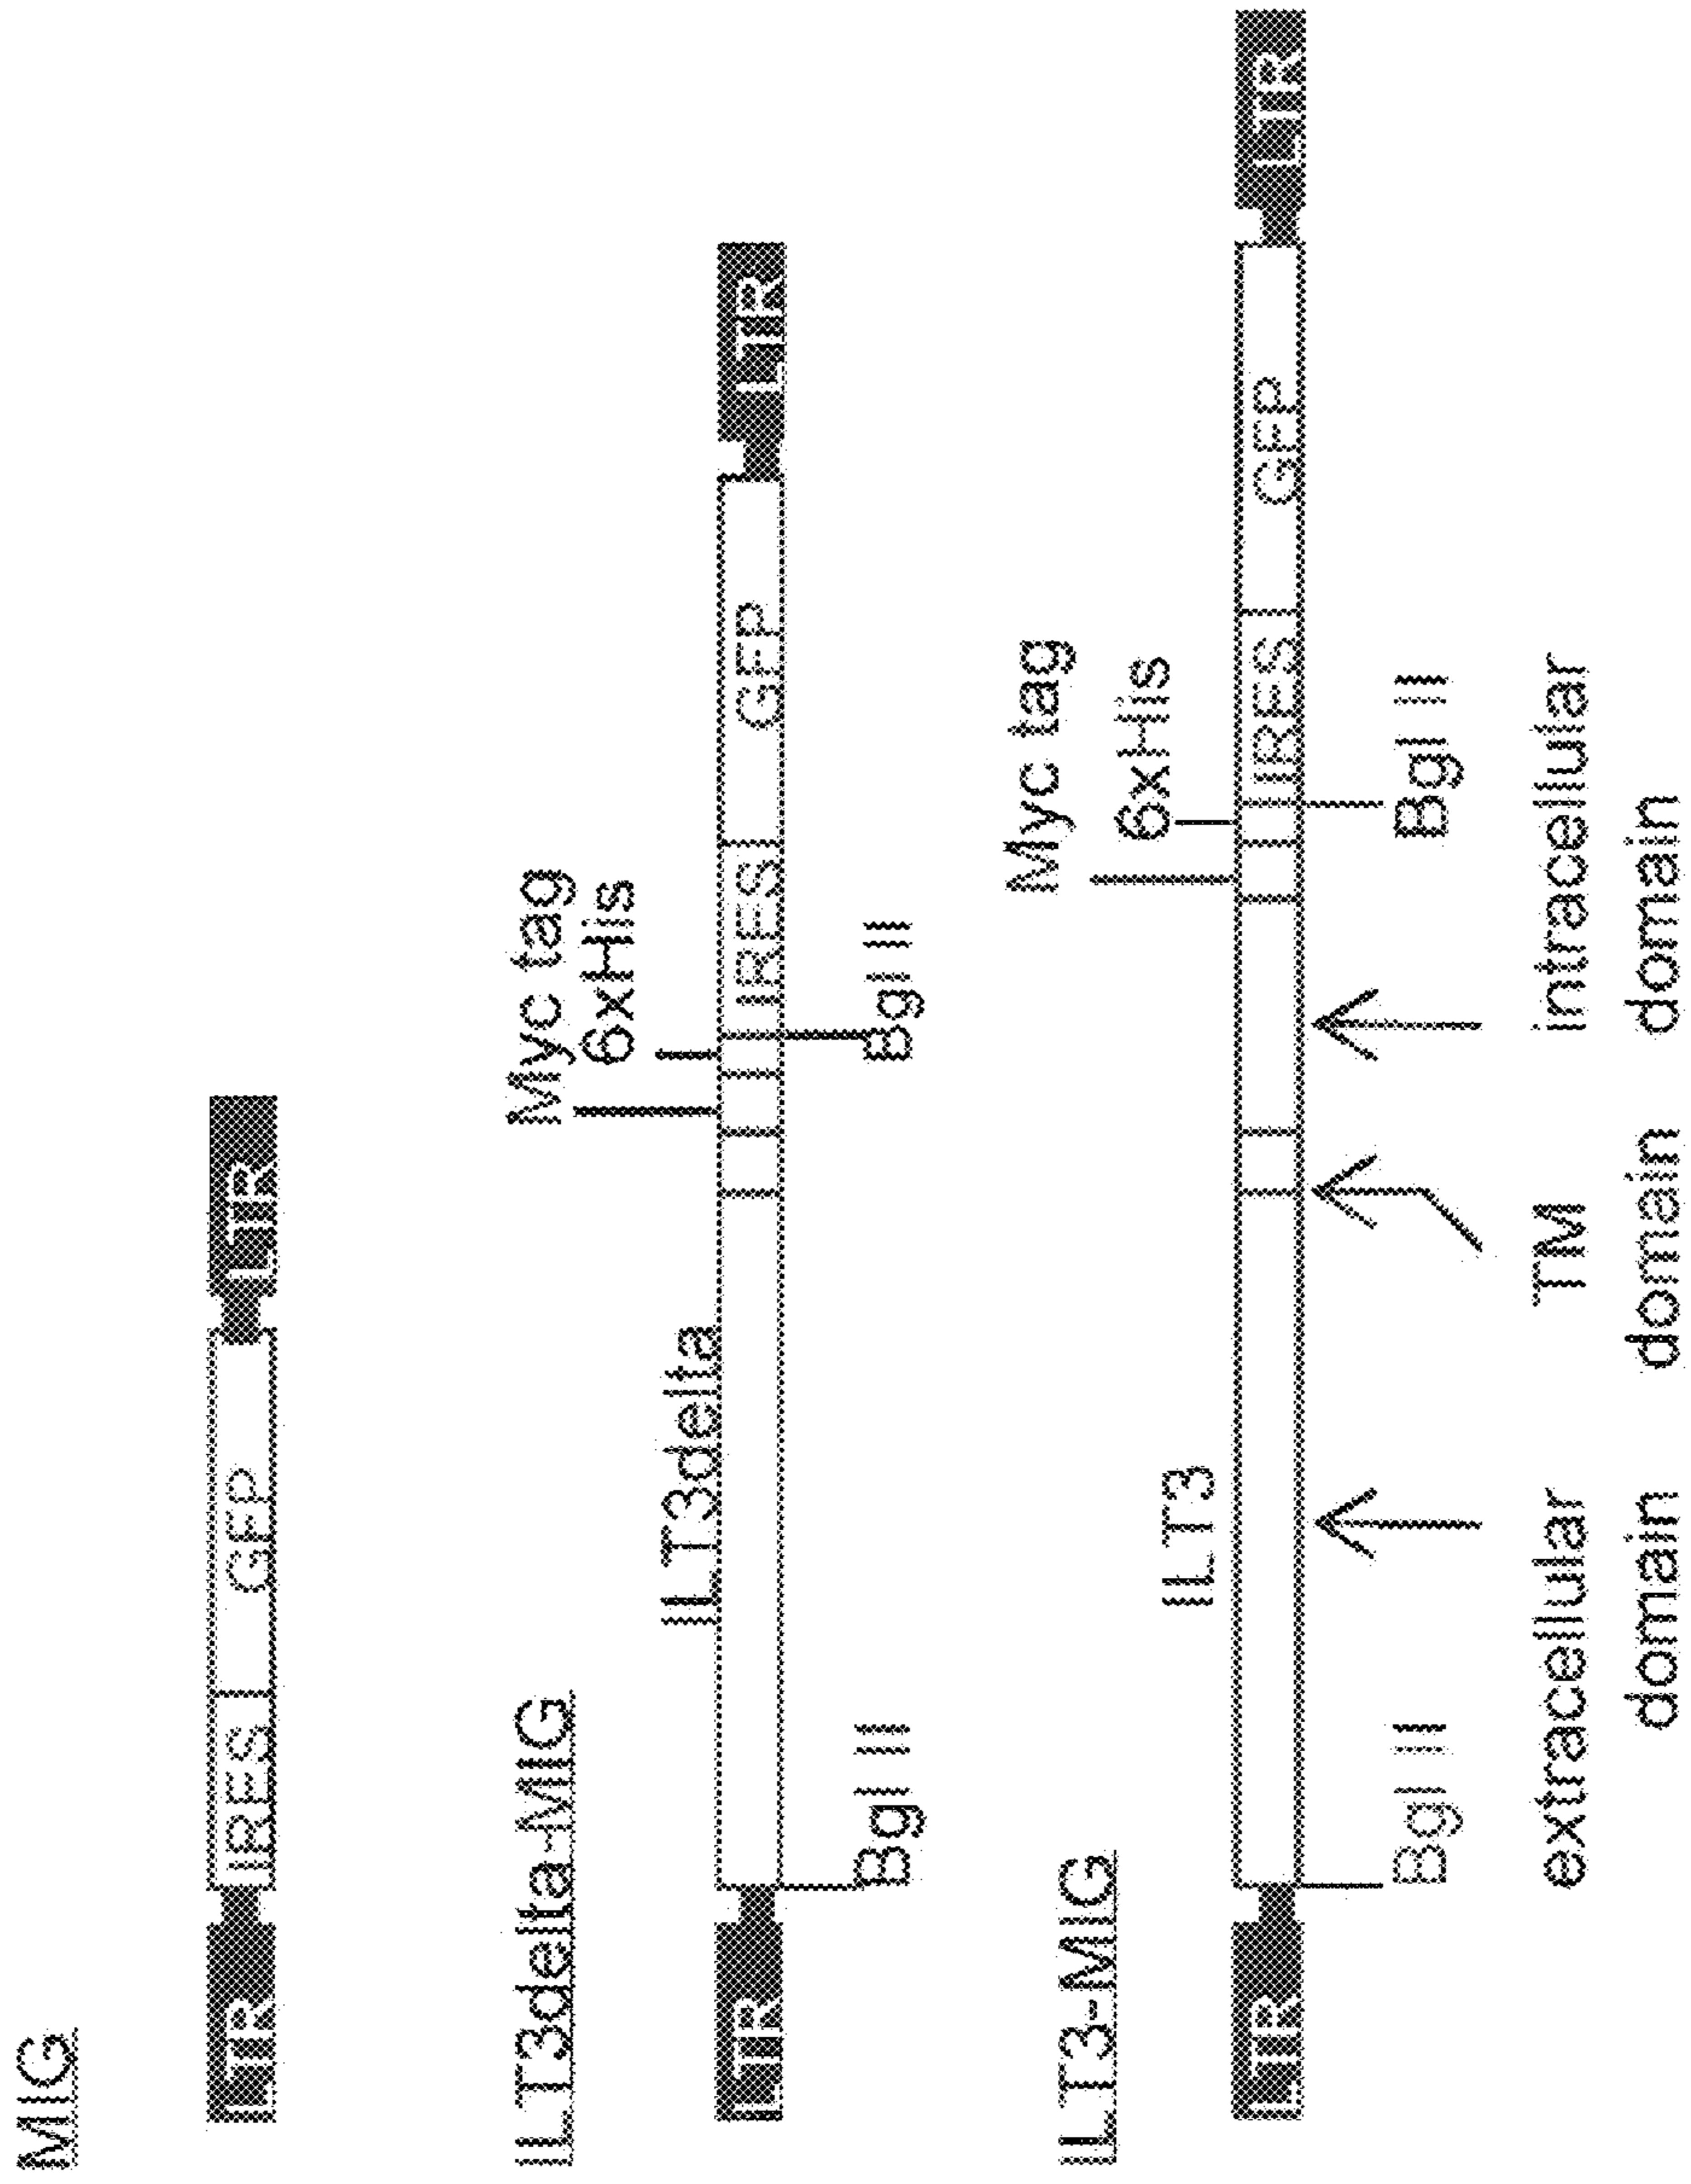 MIG
LTR IRES GFP LTR
ILT3delta-MIG
Myc tag
6xHis
ILT3delta
LTR IRES GFP LTR
Bgl II Bgl II
ILT3-MIG
Myc tag
6xHis
ILT3
LTR IRES GFP LTR
Bgl II Bgl II
extracellular TM intracellular
domain domain domain